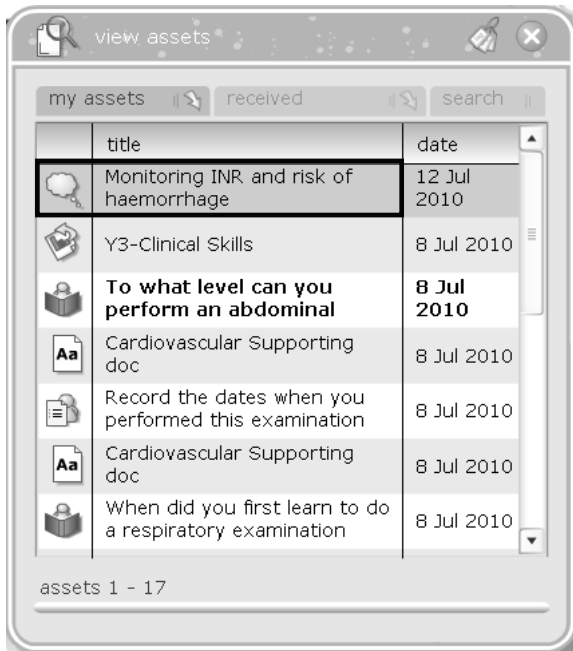 view assets
my assets received search
title date
Monitoring INR and risk of 12 Jul
haemorrhage 2010
Y3-Clinical Skills 8 Jul 2010
To what level can you 8 Jul
perform an abdominal 2010
Aa Cardiovascular Supporting
doc 8 Jul 2010
Record the dates when you
performed this examination 8 Jul 2010
Aa Cardiovascular Supporting
doc 8 Jul 2010
When did you first learn to do
a respiratory examination 8 Jul 2010
assets 1 - 17